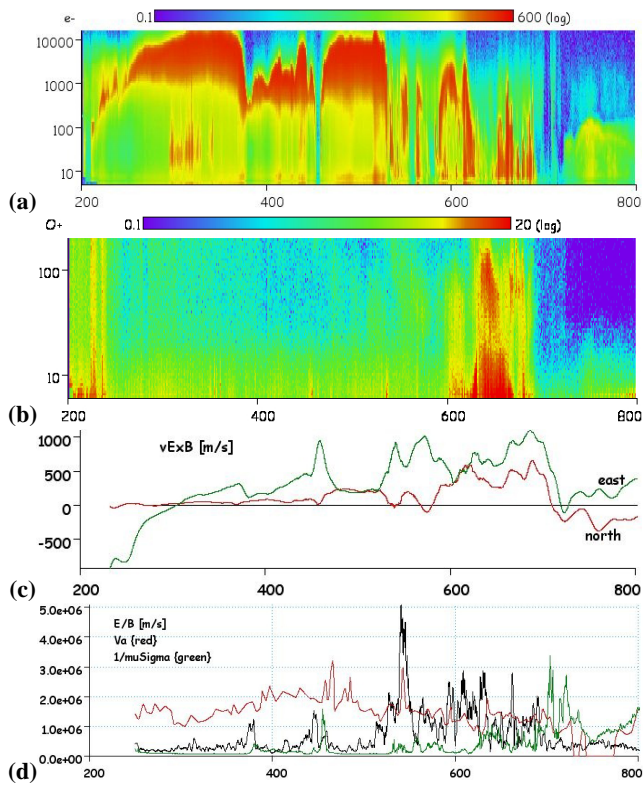 e- 0.1 600 (log)
10000
1000
100
10
200 400 600 800
(a)
O+ 0.1 20 (log)
100
10
200 400 600 800
(b)
1000
500
0
-500
vExB [m/s]
east
north
200 400 600 800
(c)
5.0e+06
4.0e+06
3.0e+06
2.0e+06
1.0e+06
0.0e+00
E/B [m/s]
Va {red}
1/muSigma {green}
200 400 600 800
(d)